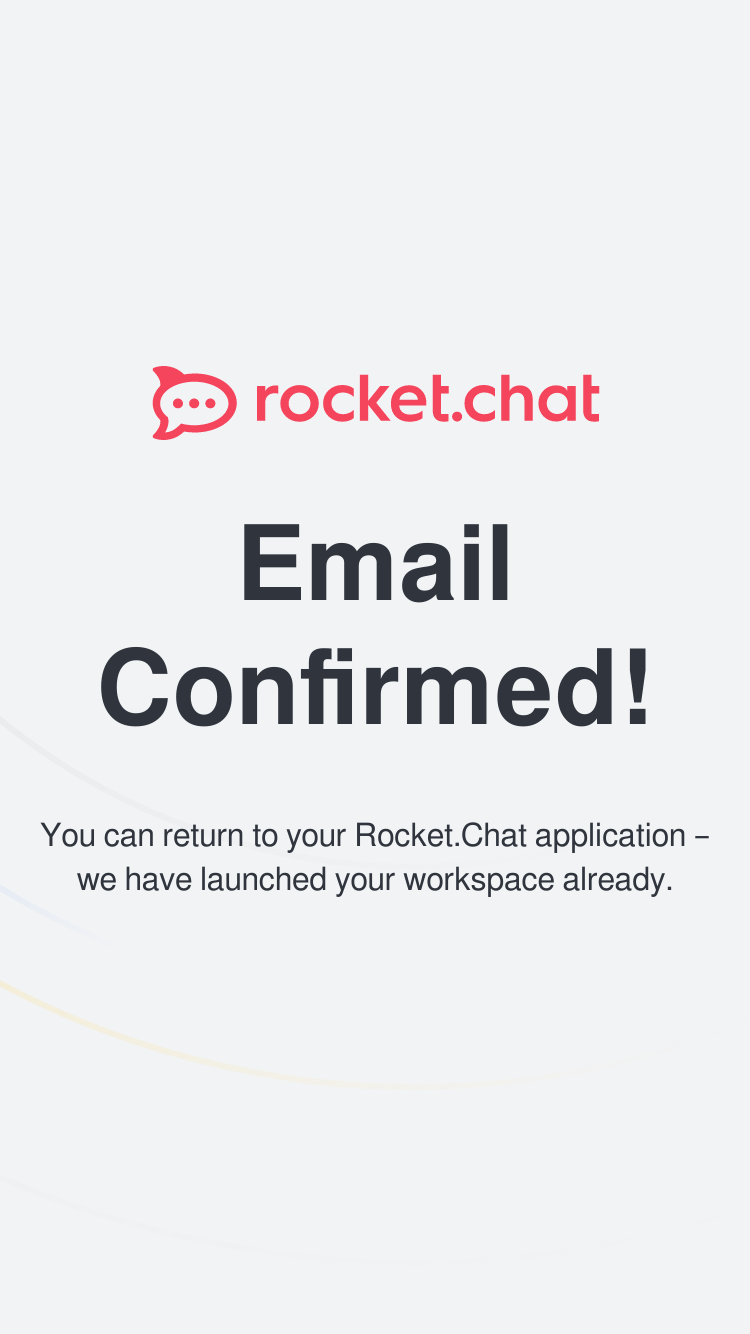 rocket.chat
Email
Confirmed!
You can return to your Rocket.Chat application –
we have launched your workspace already.